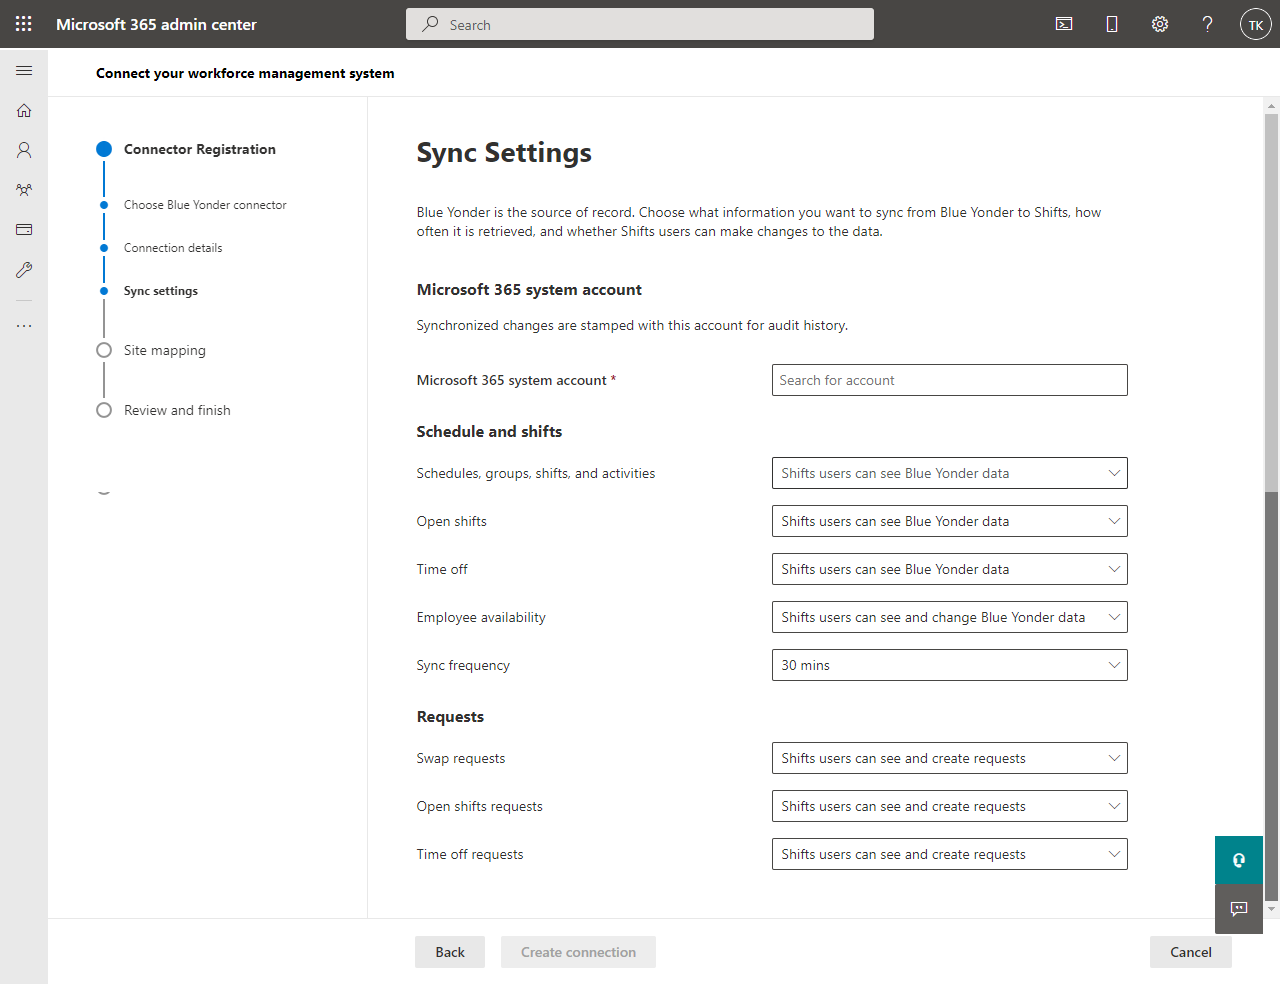 Microsoft 365 admin center
Search
TK
Connect your workforce management system
Connector Registration
Choose Blue Yonder connector
Connection details
Sync settings
Site mapping
Review and finish
Sync Settings
Blue Yonder is the source of record. Choose what information you want to sync from Blue Yonder to Shifts, how
often it is retrieved, and whether Shifts users can make changes to the data.
Microsoft 365 system account
Synchronized changes are stamped with this account for audit history.
Microsoft 365 system account *
Search for account
Schedule and shifts
Schedules, groups, shifts, and activities
Shifts users can see Blue Yonder data
Open shifts
Shifts users can see Blue Yonder data
Time off
Shifts users can see Blue Yonder data
Employee availability
Shifts users can see and change Blue Yonder data
Sync frequency
30 mins
Requests
Swap requests
Shifts users can see and create requests
Open shifts requests
Shifts users can see and create requests
Time off requests
Shifts users can see and create requests
Back
Create connection
Cancel